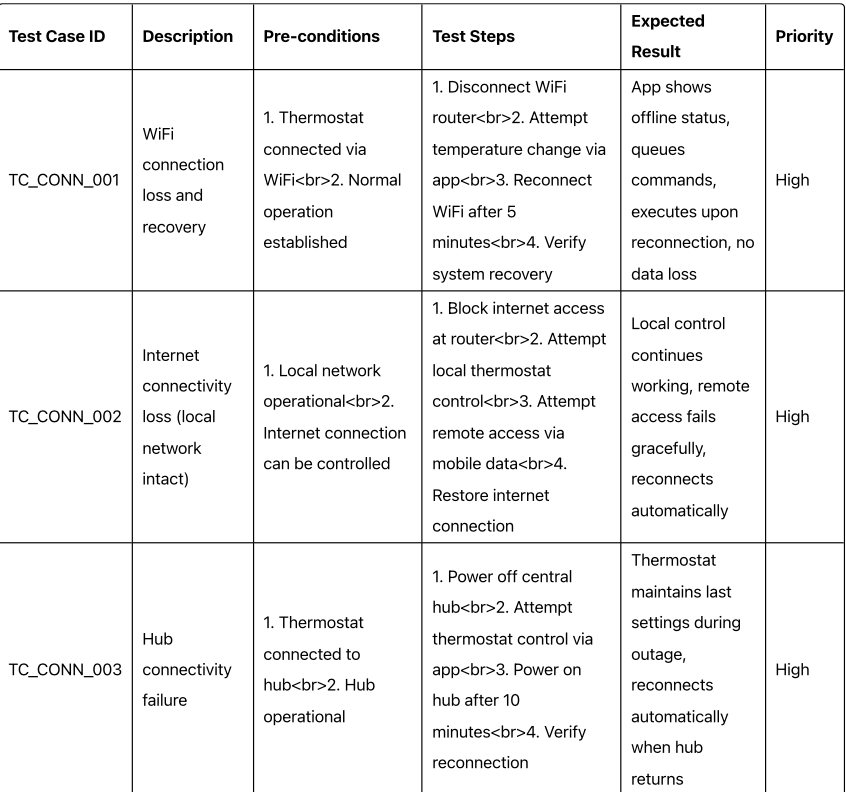 Test Case ID
Description
Pre-conditions
Test Steps
Expected
Result
Priority
TC_CONN_001
WiFi
connection
loss and
recovery
1. Thermostat
connected via
WiFi<br>2. Normal
operation
established
1. Disconnect WiFi
router<br>2. Attempt
temperature change via
app<br>3. Reconnect
WiFi after 5
minutes<br>4. Verify
system recovery
App shows
offline status,
queues
commands,
executes upon
reconnection, no
data loss
High
TC_CONN_002
Internet
connectivity
loss (local
network
intact)
1. Local network
operational<br>2.
Internet connection
can be controlled
1. Block internet access
at router<br>2. Attempt
local thermostat
control<br>3. Attempt
remote access via
mobile data<br>4.
Restore internet
connection
Local control
continues
working, remote
access fails
gracefully,
reconnects
automatically
High
TC_CONN_003
Hub
connectivity
failure
1. Thermostat
connected to
hub<br>2. Hub
operational
1. Power off central
hub<br>2. Attempt
thermostat control via
app<br>3. Power on
hub after 10
minutes<br>4. Verify
reconnection
Thermostat
maintains last
settings during
outage,
reconnects
automatically
when hub
returns
High